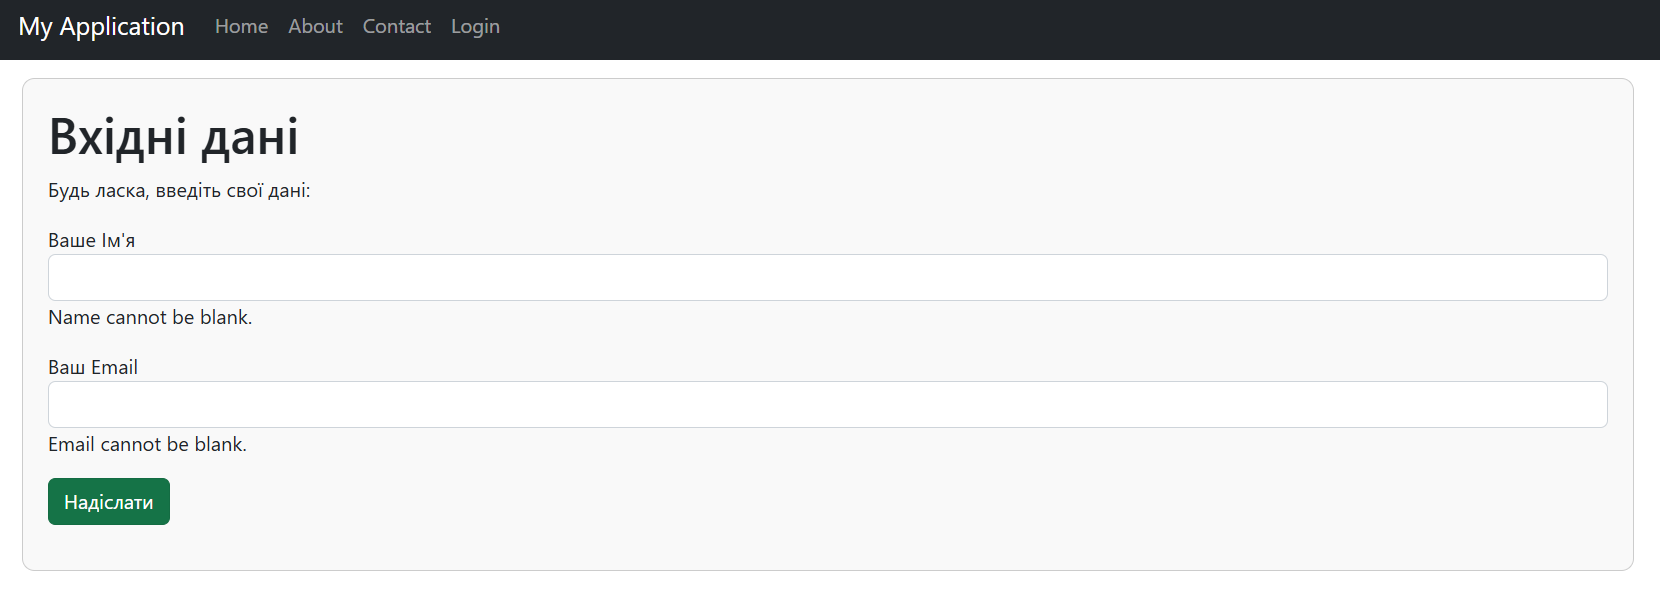 My Application Home About Contact Login
Вхідні дані
Будь ласка, введіть свої дані:
Ваше Ім'я
Name cannot be blank.
Ваш Email
Email cannot be blank.
Надіслати